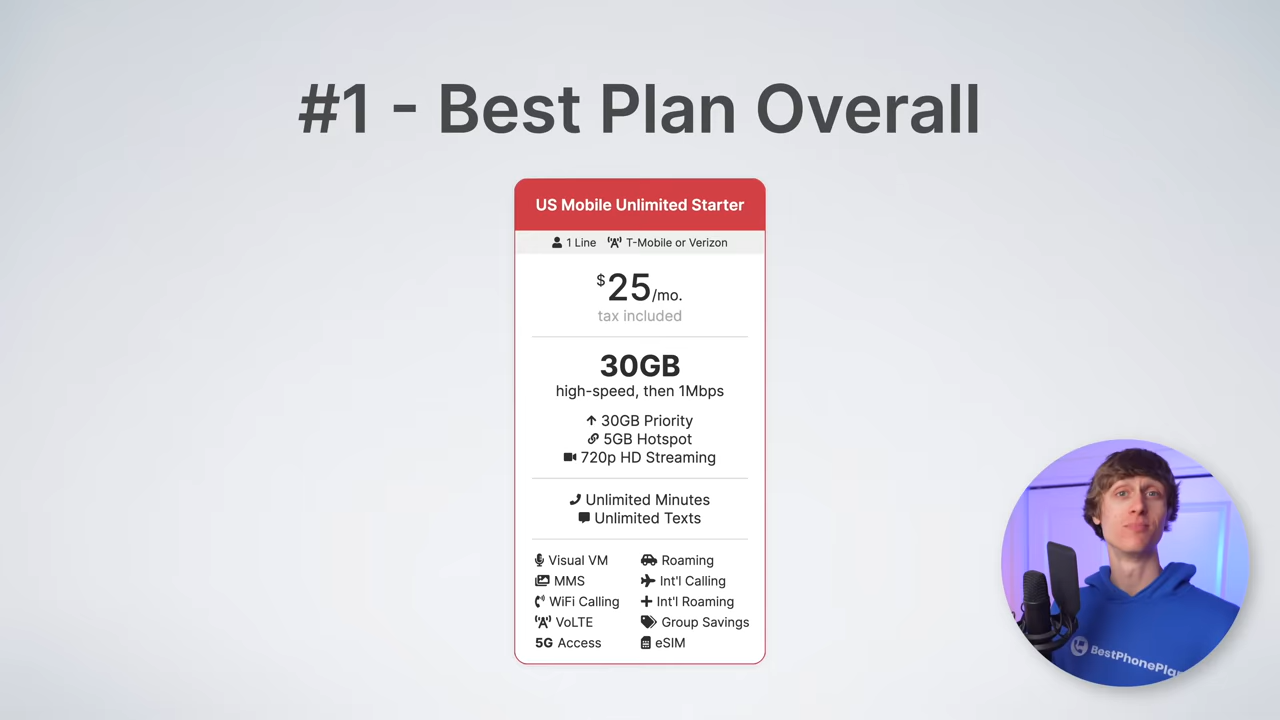 #1 - Best Plan Overall
US Mobile Unlimited Starter
1 Line T-Mobile or Verizon
$25/mo.
tax included
30GB
high-speed, then 1Mbps
30GB Priority
5GB Hotspot
720p HD Streaming
Unlimited Minutes
Unlimited Texts
Visual VM Roaming
MMS Int'l Calling
WiFi Calling Int'l Roaming
VoLTE Group Savings
5G Access eSIM
BestPhonePlan